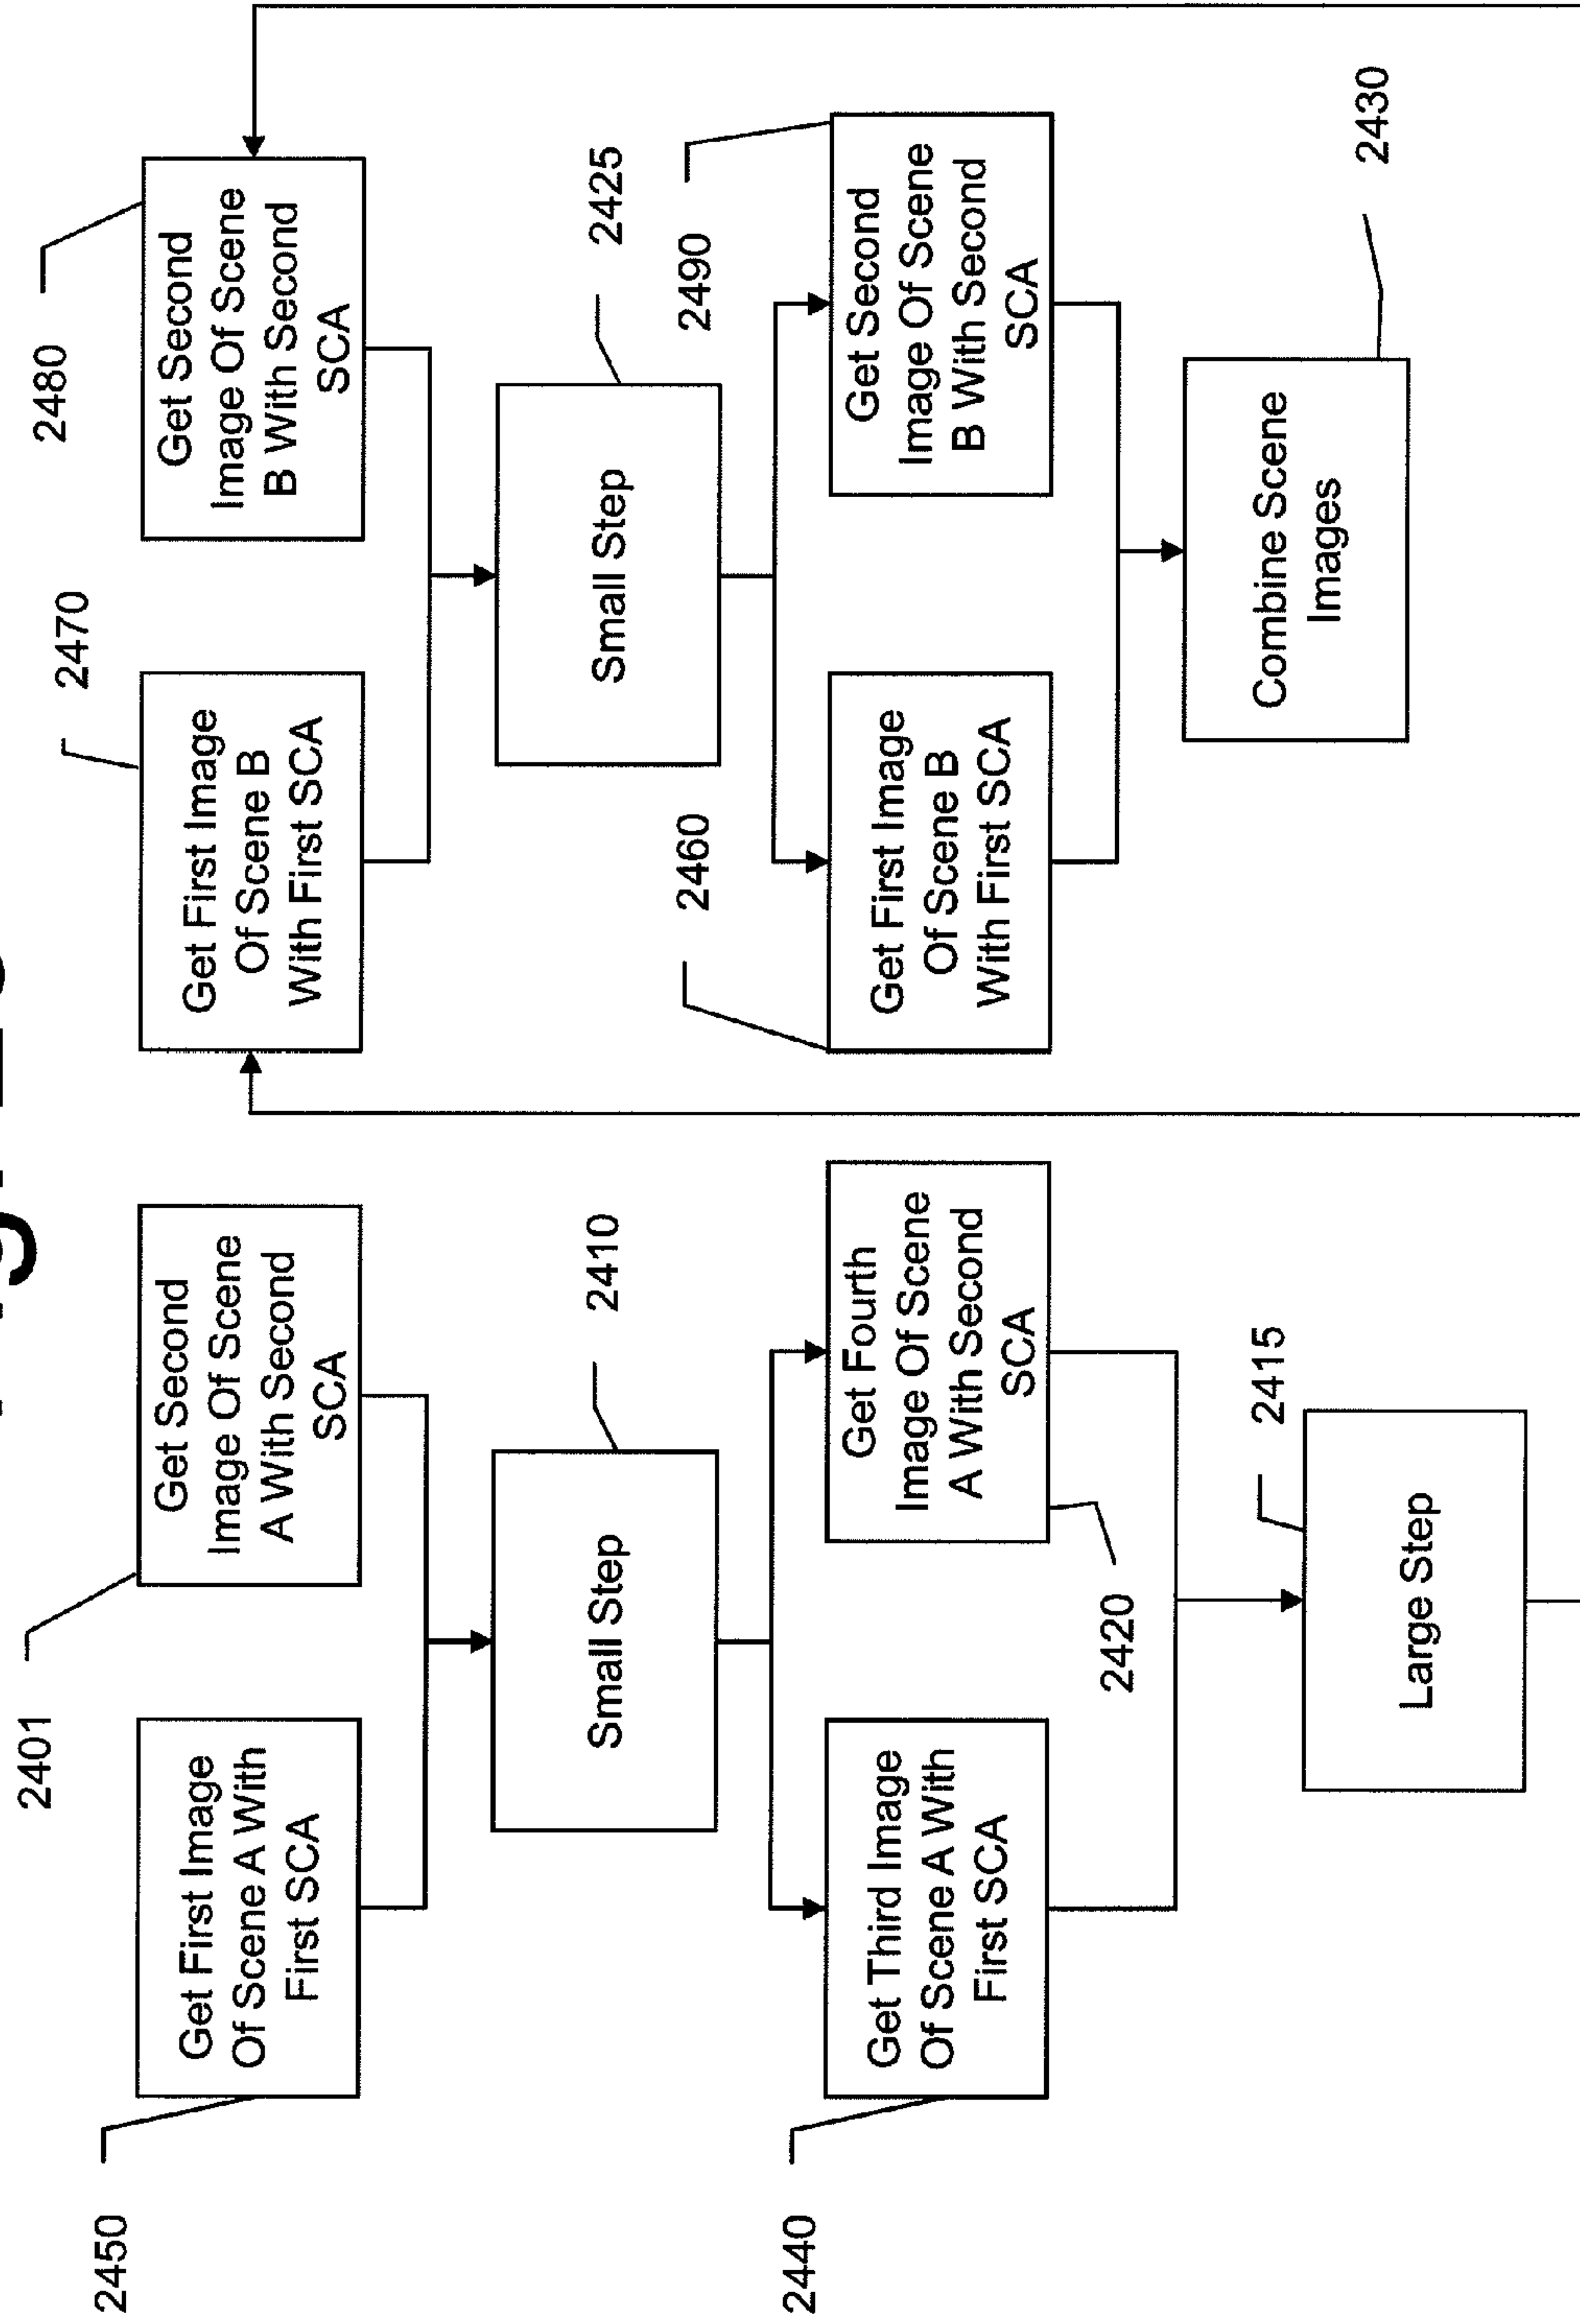 2450
Get First Image
Of Scene A With
First SCA
2401
Get Second
Image Of Scene
A With Second
SCA
Small Step
2410
2440
Get Third Image
Of Scene A With
First SCA
Get Fourth
Image Of Scene
A With Second
SCA
2420
Large Step
2415
2470
Get First Image
Of Scene B
With First SCA
2480
Get Second
Image Of Scene
B With Second
SCA
Small Step
2425
2460
Get First Image
Of Scene B
With First SCA
2490
Get Second
Image Of Scene
B With Second
SCA
Combine Scene
Images
2430